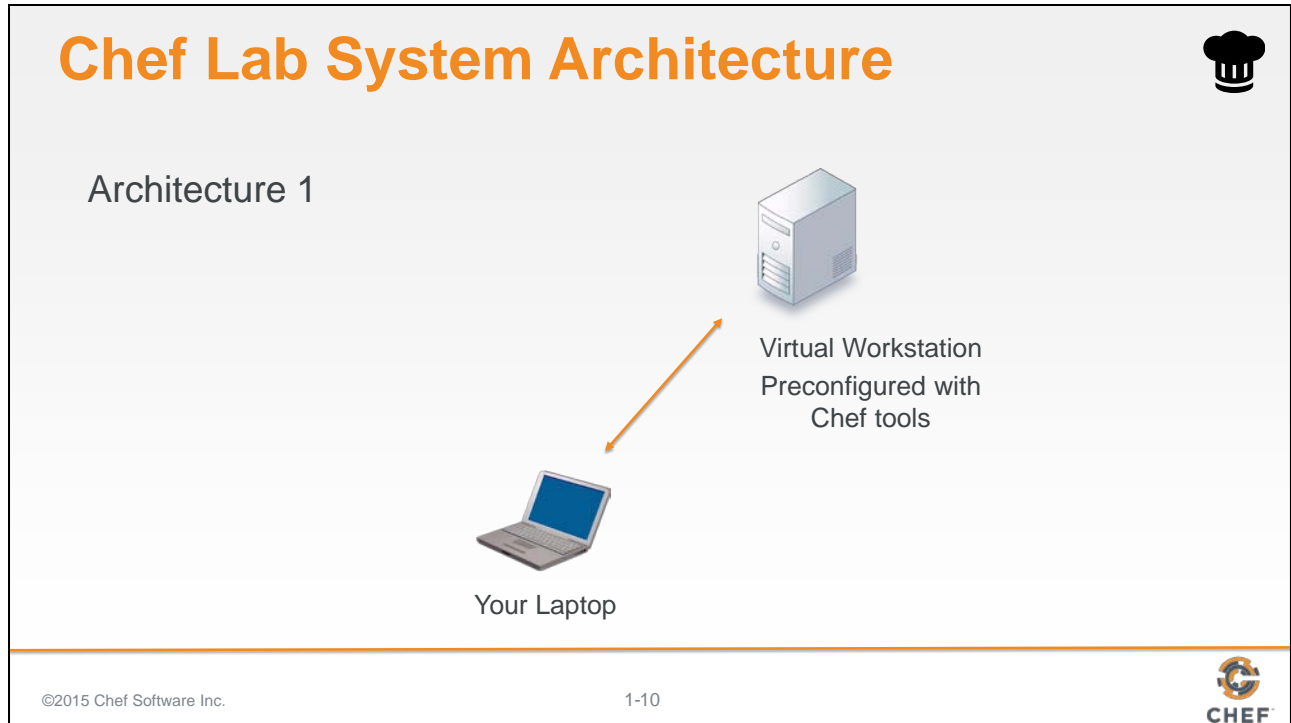 Chef Lab System Architecture
Architecture 1
Virtual Workstation
Preconfigured with
Chef tools
Your Laptop
©2015 Chef Software Inc.
1-10
CHEF